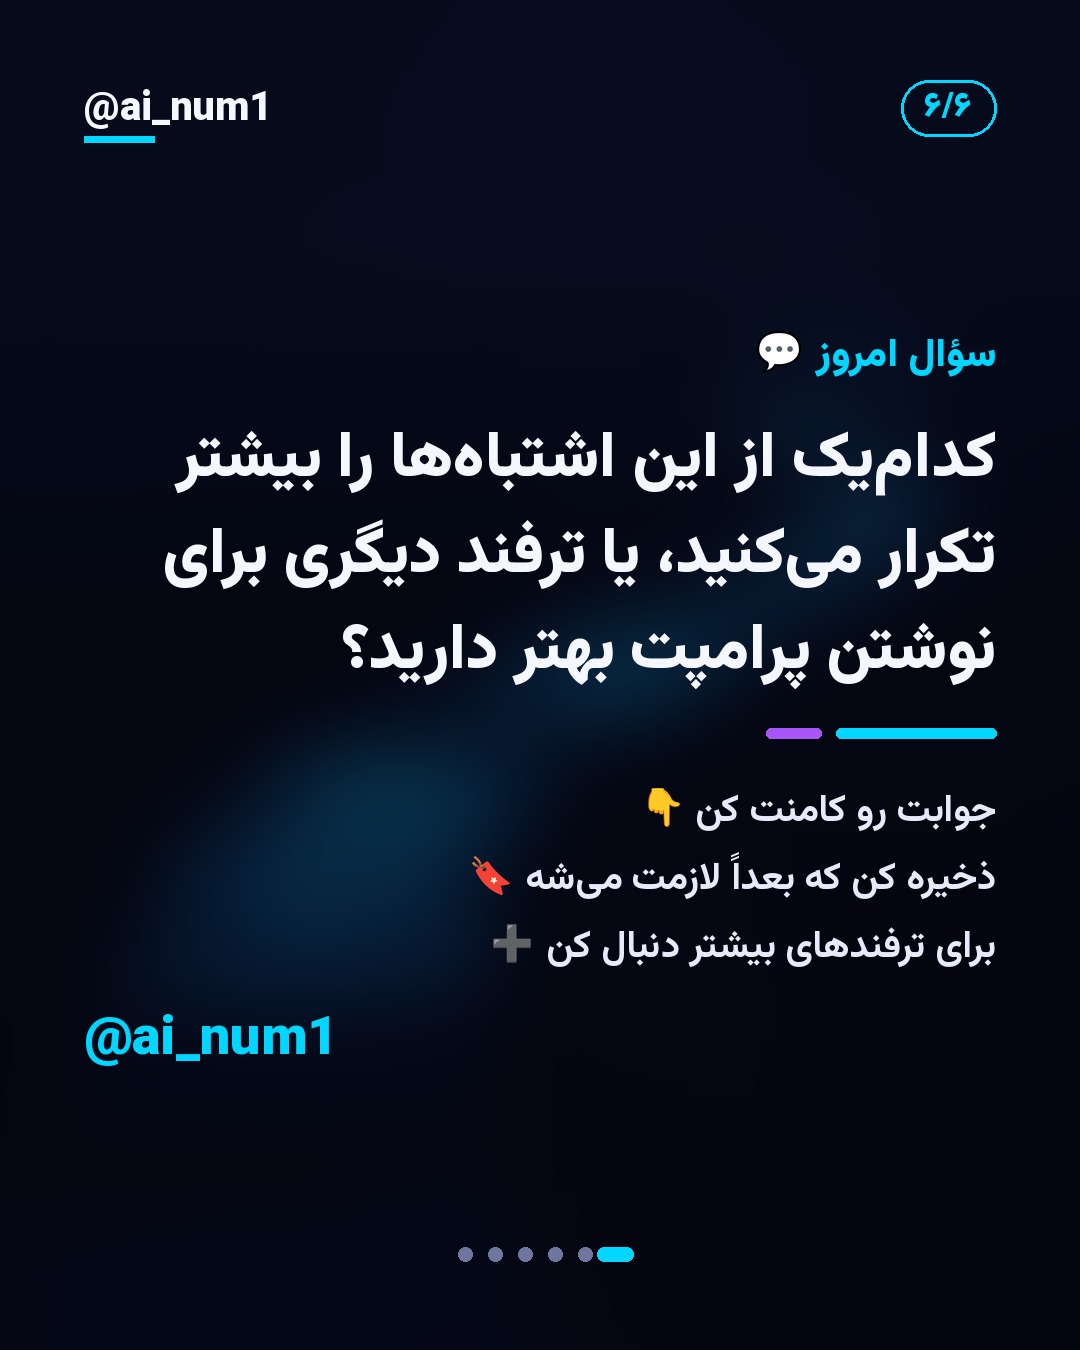 @ai_num1
۶/۶
سؤال امروز 💬
کدام‌یک از این اشتباه‌ها را بیشتر
تکرار می‌کنید، یا ترفند دیگری برای
نوشتن پرامپت بهتر دارید؟
جوابت رو کامنت کن 👇
ذخیره کن که بعداً لازمت می‌شه 🔖
برای ترفندهای بیشتر دنبال کن ➕
@ai_num1